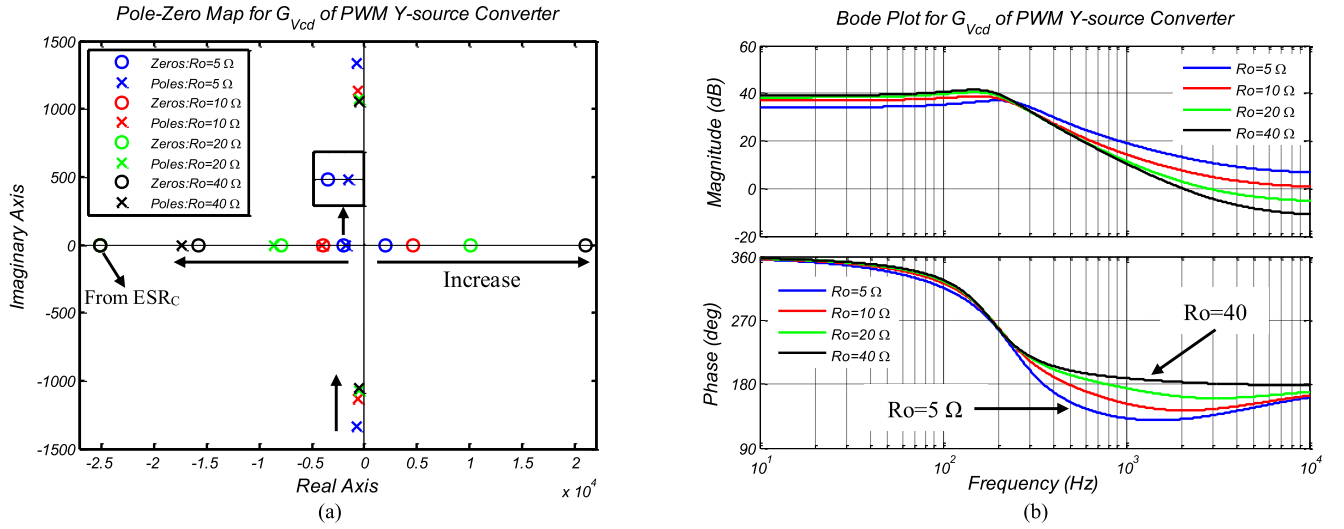 Pole-Zero Map for G_Vcd of PWM Y-source Converter
1500
1000
500
0
-500
-1000
-1500
Imaginary Axis
Zeros:Ro=5 Ω
Poles:Ro=5 Ω
Zeros:Ro=10 Ω
Poles:Ro=10 Ω
Zeros:Ro=20 Ω
Poles:Ro=20 Ω
Zeros:Ro=40 Ω
Poles:Ro=40 Ω
From ESR_C
Increase
-2.5 -2 -1.5 -1 -0.5 0 0.5 1 1.5 2
x 10^4
Real Axis
(a)
Bode Plot for G_Vcd of PWM Y-source Converter
60
40
20
0
-20
Magnitude (dB)
Ro=5 Ω
Ro=10 Ω
Ro=20 Ω
Ro=40 Ω
360
270
180
90
Phase (deg)
Ro=5 Ω
Ro=10 Ω
Ro=20 Ω
Ro=40 Ω
Ro=40
Ro=5 Ω
10^1 10^2 10^3 10^4
Frequency (Hz)
(b)